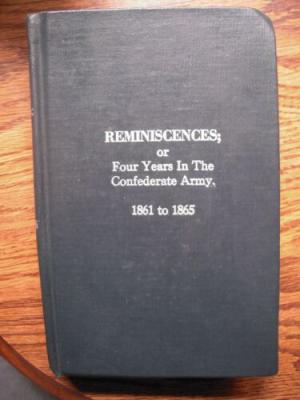 REMINISCENCES;
or
Four Years In The
Confederate Army,
1861 to 1865